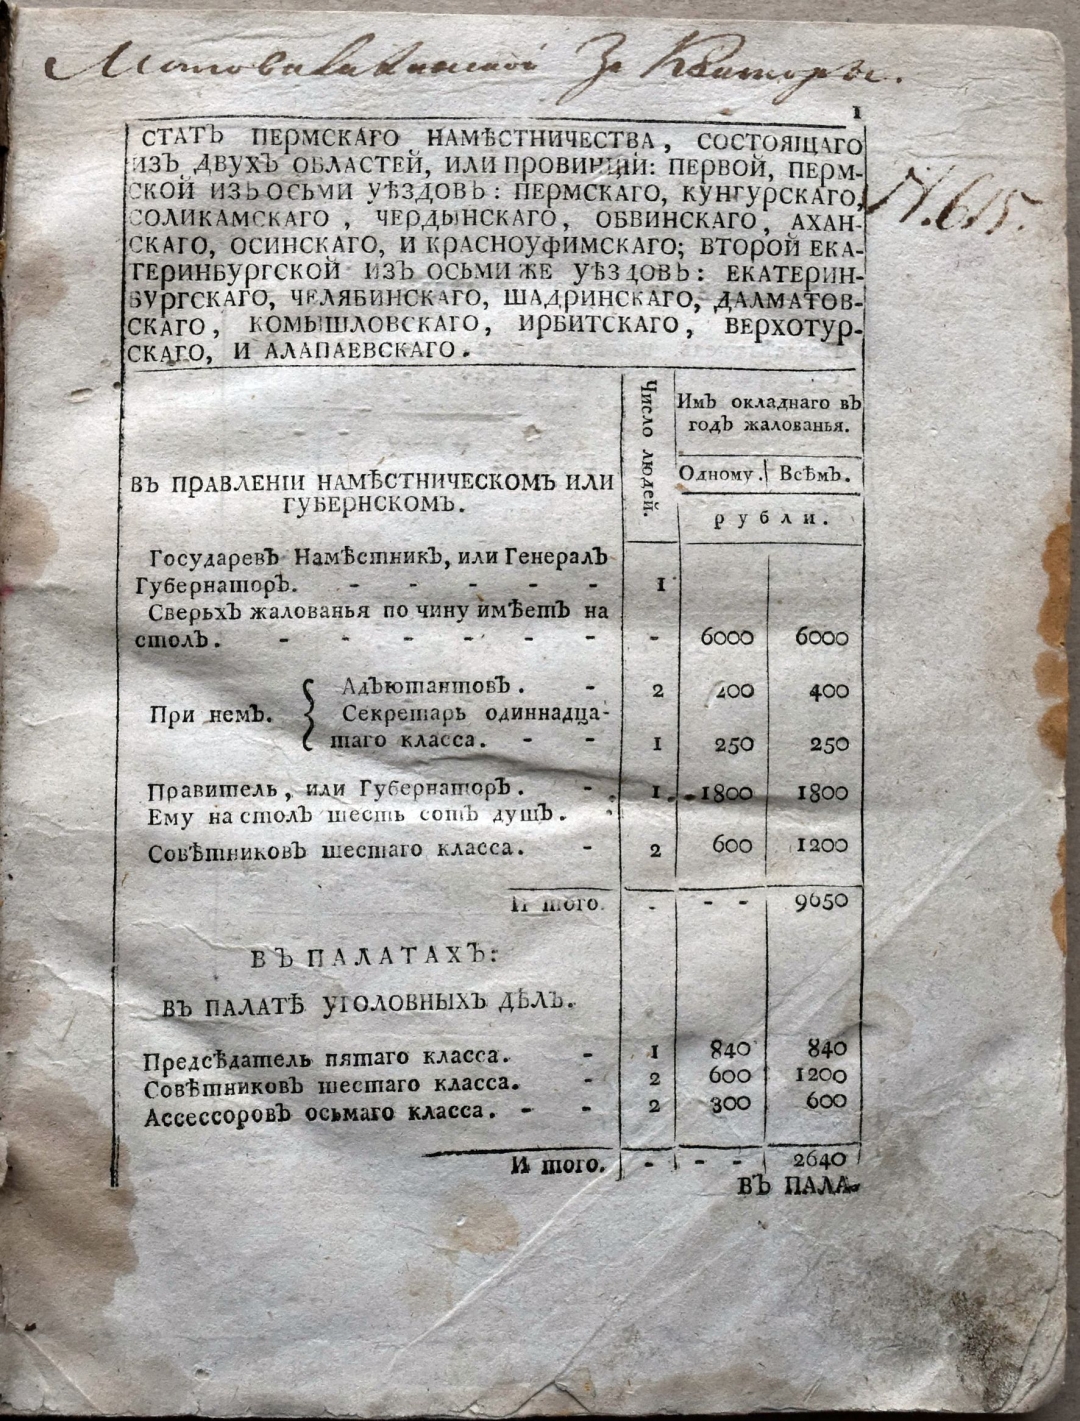 1
СТАТЪ ПЕРМСКАГО НАМѢСТНИЧЕСТВА, СОСТОЯЩАГО
ИЗЪ ДВУХЪ ОБЛАСТЕЙ, ИЛИ ПРОВИНЦІЙ: ПЕРВОЙ, ПЕРМ-
СКОЙ ИЗЪ ОСЬМИ УѢЗДОВЪ: ПЕРМСКАГО, КУНГУРСКАГО,
СОЛИКАМСКАГО, ЧЕРДЫНСКАГО, ОБВИНСКАГО, АХАН-
СКАГО, ОСИНСКАГО, И КРАСНОУФИМСКАГО; ВТОРОЙ ЕКА-
ТЕРИНБУРГСКОЙ ИЗЪ ОСЬМИ ЖЕ УѢЗДОВЪ: ЕКАТЕРИН-
БУРГСКАГО, ЧЕЛЯБИНСКАГО, ШАДРИНСКАГО, ДАЛМАТОВ-
СКАГО, КОМЫШЛОВСКАГО, ИРБИТСКАГО, ВЕРХОТУР-
СКАГО, И АЛАПАЕВСКАГО.
Число людей.
Имъ окладнаго въ
годъ жалованья.
Одному. Всѣмъ.
рубли.
ВЪ ПРАВЛЕНІИ НАМѢСТНИЧЕСКОМЪ ИЛИ
ГУБЕРНСКОМЪ.
Государевъ Намѣстникъ, или Генералъ
Губернаторъ. - - - - - 1
Сверьхъ жалованья по чину имѣетъ на
столъ. - - - - - - - 6000 6000
Адъютантовъ. - 2 200 400
При немъ. { Секретарь одиннадца-
таго класса. - - 1 250 250
Правитель, или Губернаторъ. - 1 1800 1800
Ему на столъ шесть сотъ душъ.
Совѣтниковъ шестаго класса. - 2 600 1200
И того. - - - 9650
ВЪ ПАЛАТАХЪ:
ВЪ ПАЛАТѢ УГОЛОВНЫХЪ ДѢЛЪ.
Предсѣдатель пятаго класса. - 1 840 840
Совѣтниковъ шестаго класса. - 2 600 1200
Ассессоровъ осьмаго класса. - - 2 300 600
И того. - - - 2640
ВЪ ПАЛА-